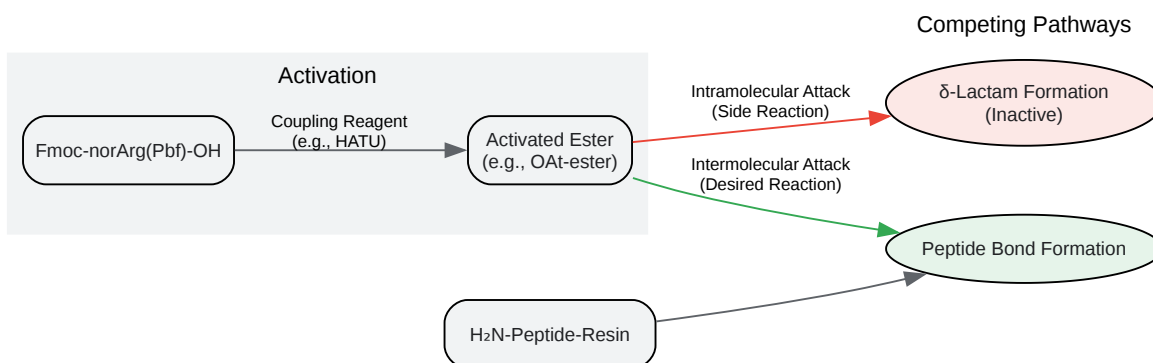 Competing Pathways
Activation
Fmoc-norArg(Pbf)-OH
Coupling Reagent
(e.g., HATU)
Activated Ester
(e.g., OAt-ester)
Intramolecular Attack
(Side Reaction)
δ-Lactam Formation
(Inactive)
Intermolecular Attack
(Desired Reaction)
Peptide Bond Formation
H₂N-Peptide-Resin